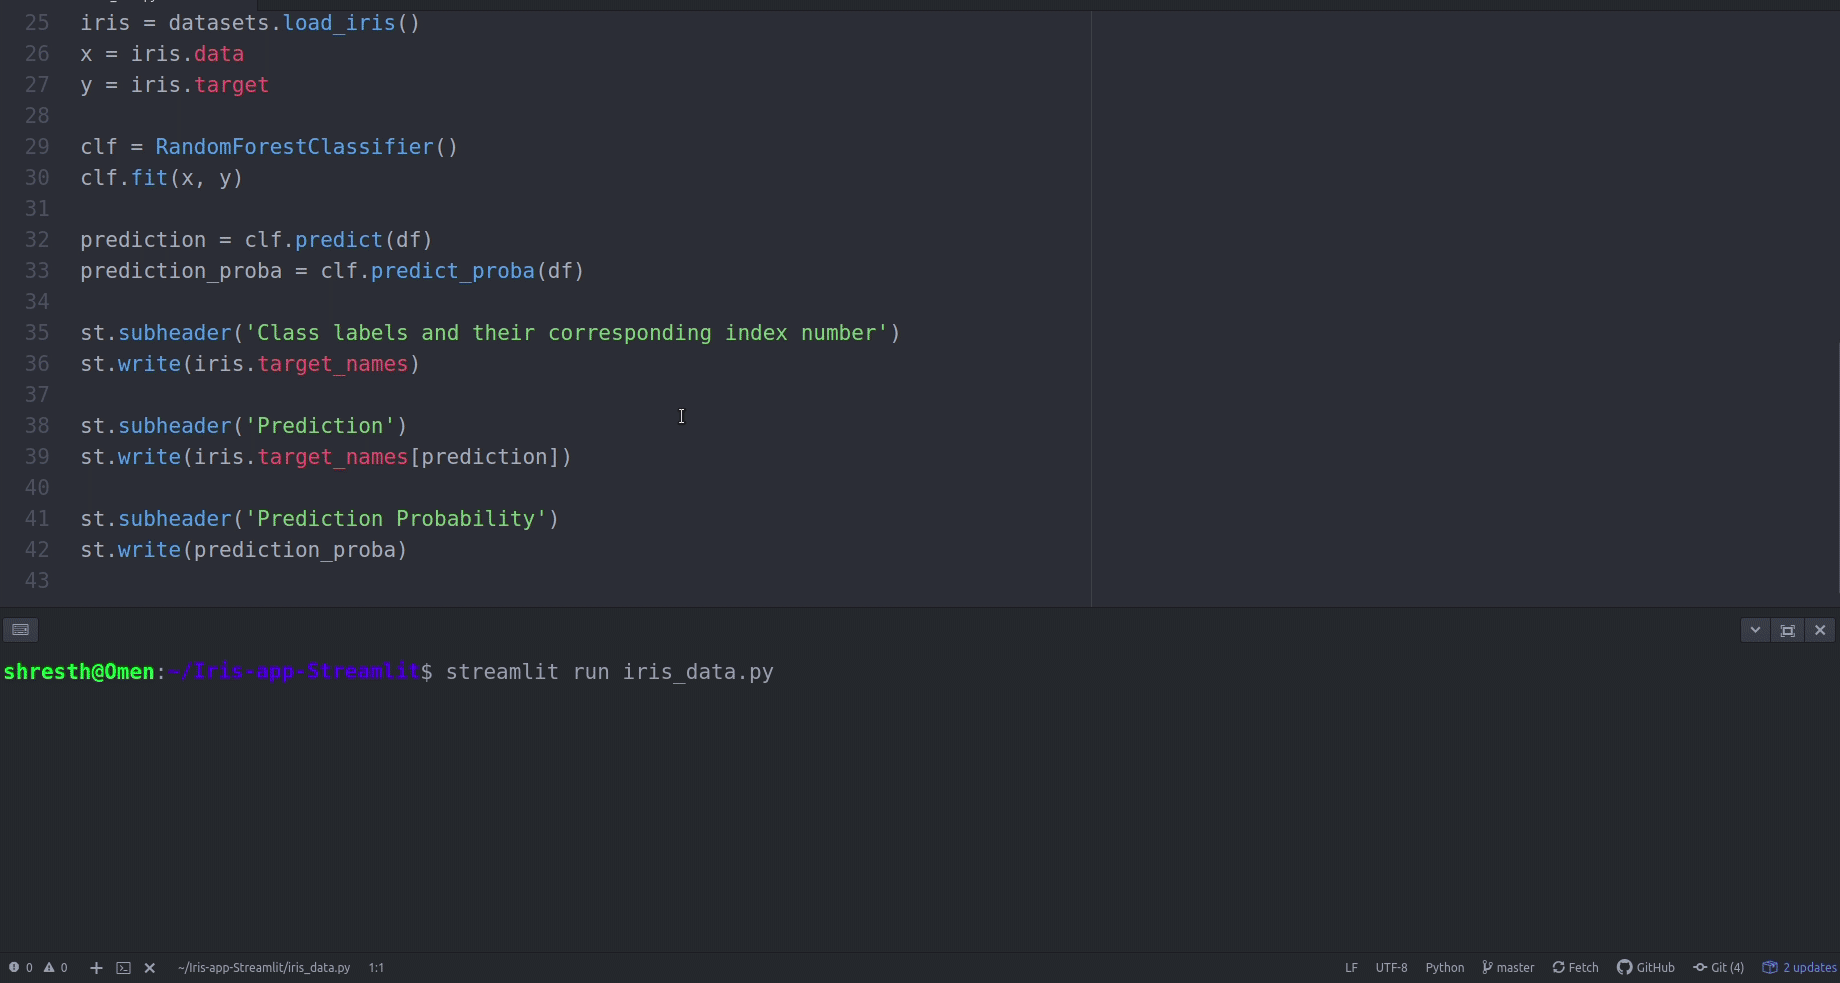 25 iris = datasets.load_iris()
26 x = iris.data
27 y = iris.target
28
29 clf = RandomForestClassifier()
30 clf.fit(x, y)
31
32 prediction = clf.predict(df)
33 prediction_proba = clf.predict_proba(df)
34
35 st.subheader('Class labels and their corresponding index number')
36 st.write(iris.target_names)
37
38 st.subheader('Prediction')
39 st.write(iris.target_names[prediction])
40
41 st.subheader('Prediction Probability')
42 st.write(prediction_proba)
43
shresth@Omen:~/Iris-app-Streamlit$ streamlit run iris_data.py
0 0 ~/Iris-app-Streamlit/iris_data.py 1:1 LF UTF-8 Python master Fetch GitHub Git (4) 2 updates